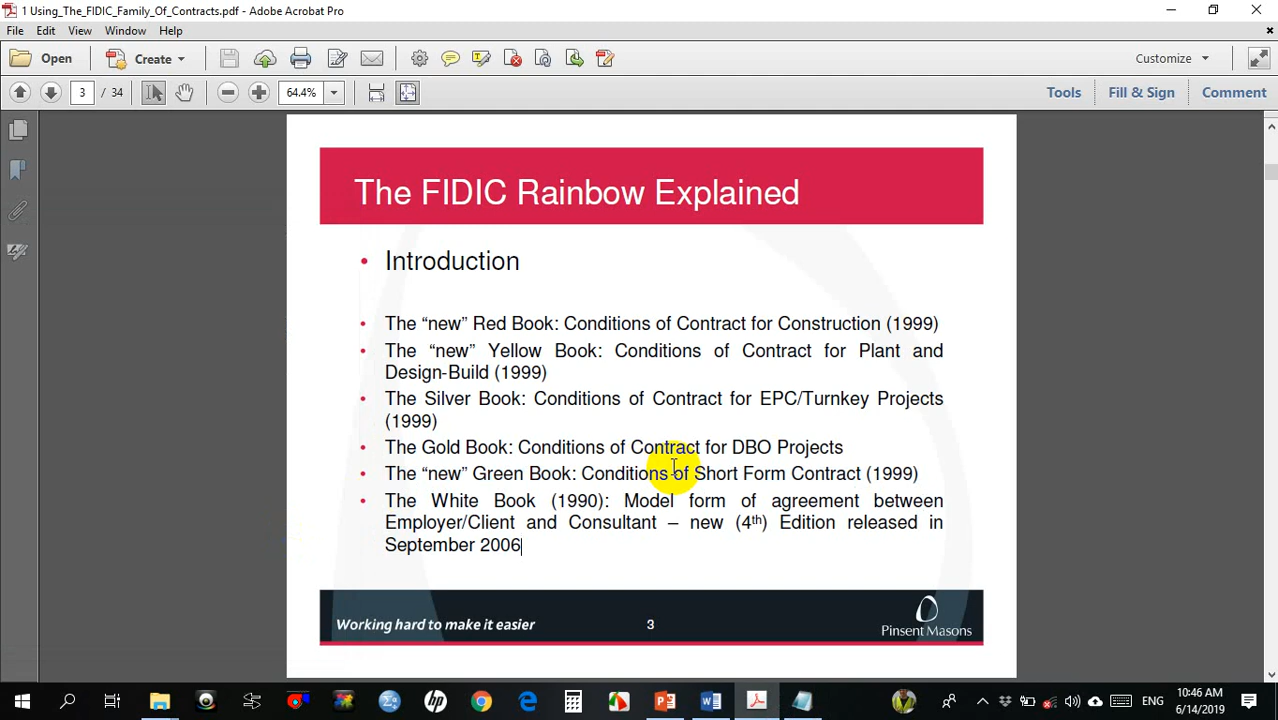 1 Using_The_FIDIC_Family_Of_Contracts.pdf - Adobe Acrobat Pro
File Edit View Window Help
Open Create Customize
3 / 34 64.4% Tools Fill & Sign Comment
The FIDIC Rainbow Explained
• Introduction
• The “new” Red Book: Conditions of Contract for Construction (1999)
• The “new” Yellow Book: Conditions of Contract for Plant and
Design-Build (1999)
• The Silver Book: Conditions of Contract for EPC/Turnkey Projects
(1999)
• The Gold Book: Conditions of Contract for DBO Projects
• The “new” Green Book: Conditions of Short Form Contract (1999)
• The White Book (1990): Model form of agreement between
Employer/Client and Consultant – new (4th) Edition released in
September 2006
Working hard to make it easier
3
Pinsent Masons
ENG
10:46 AM
6/14/2019